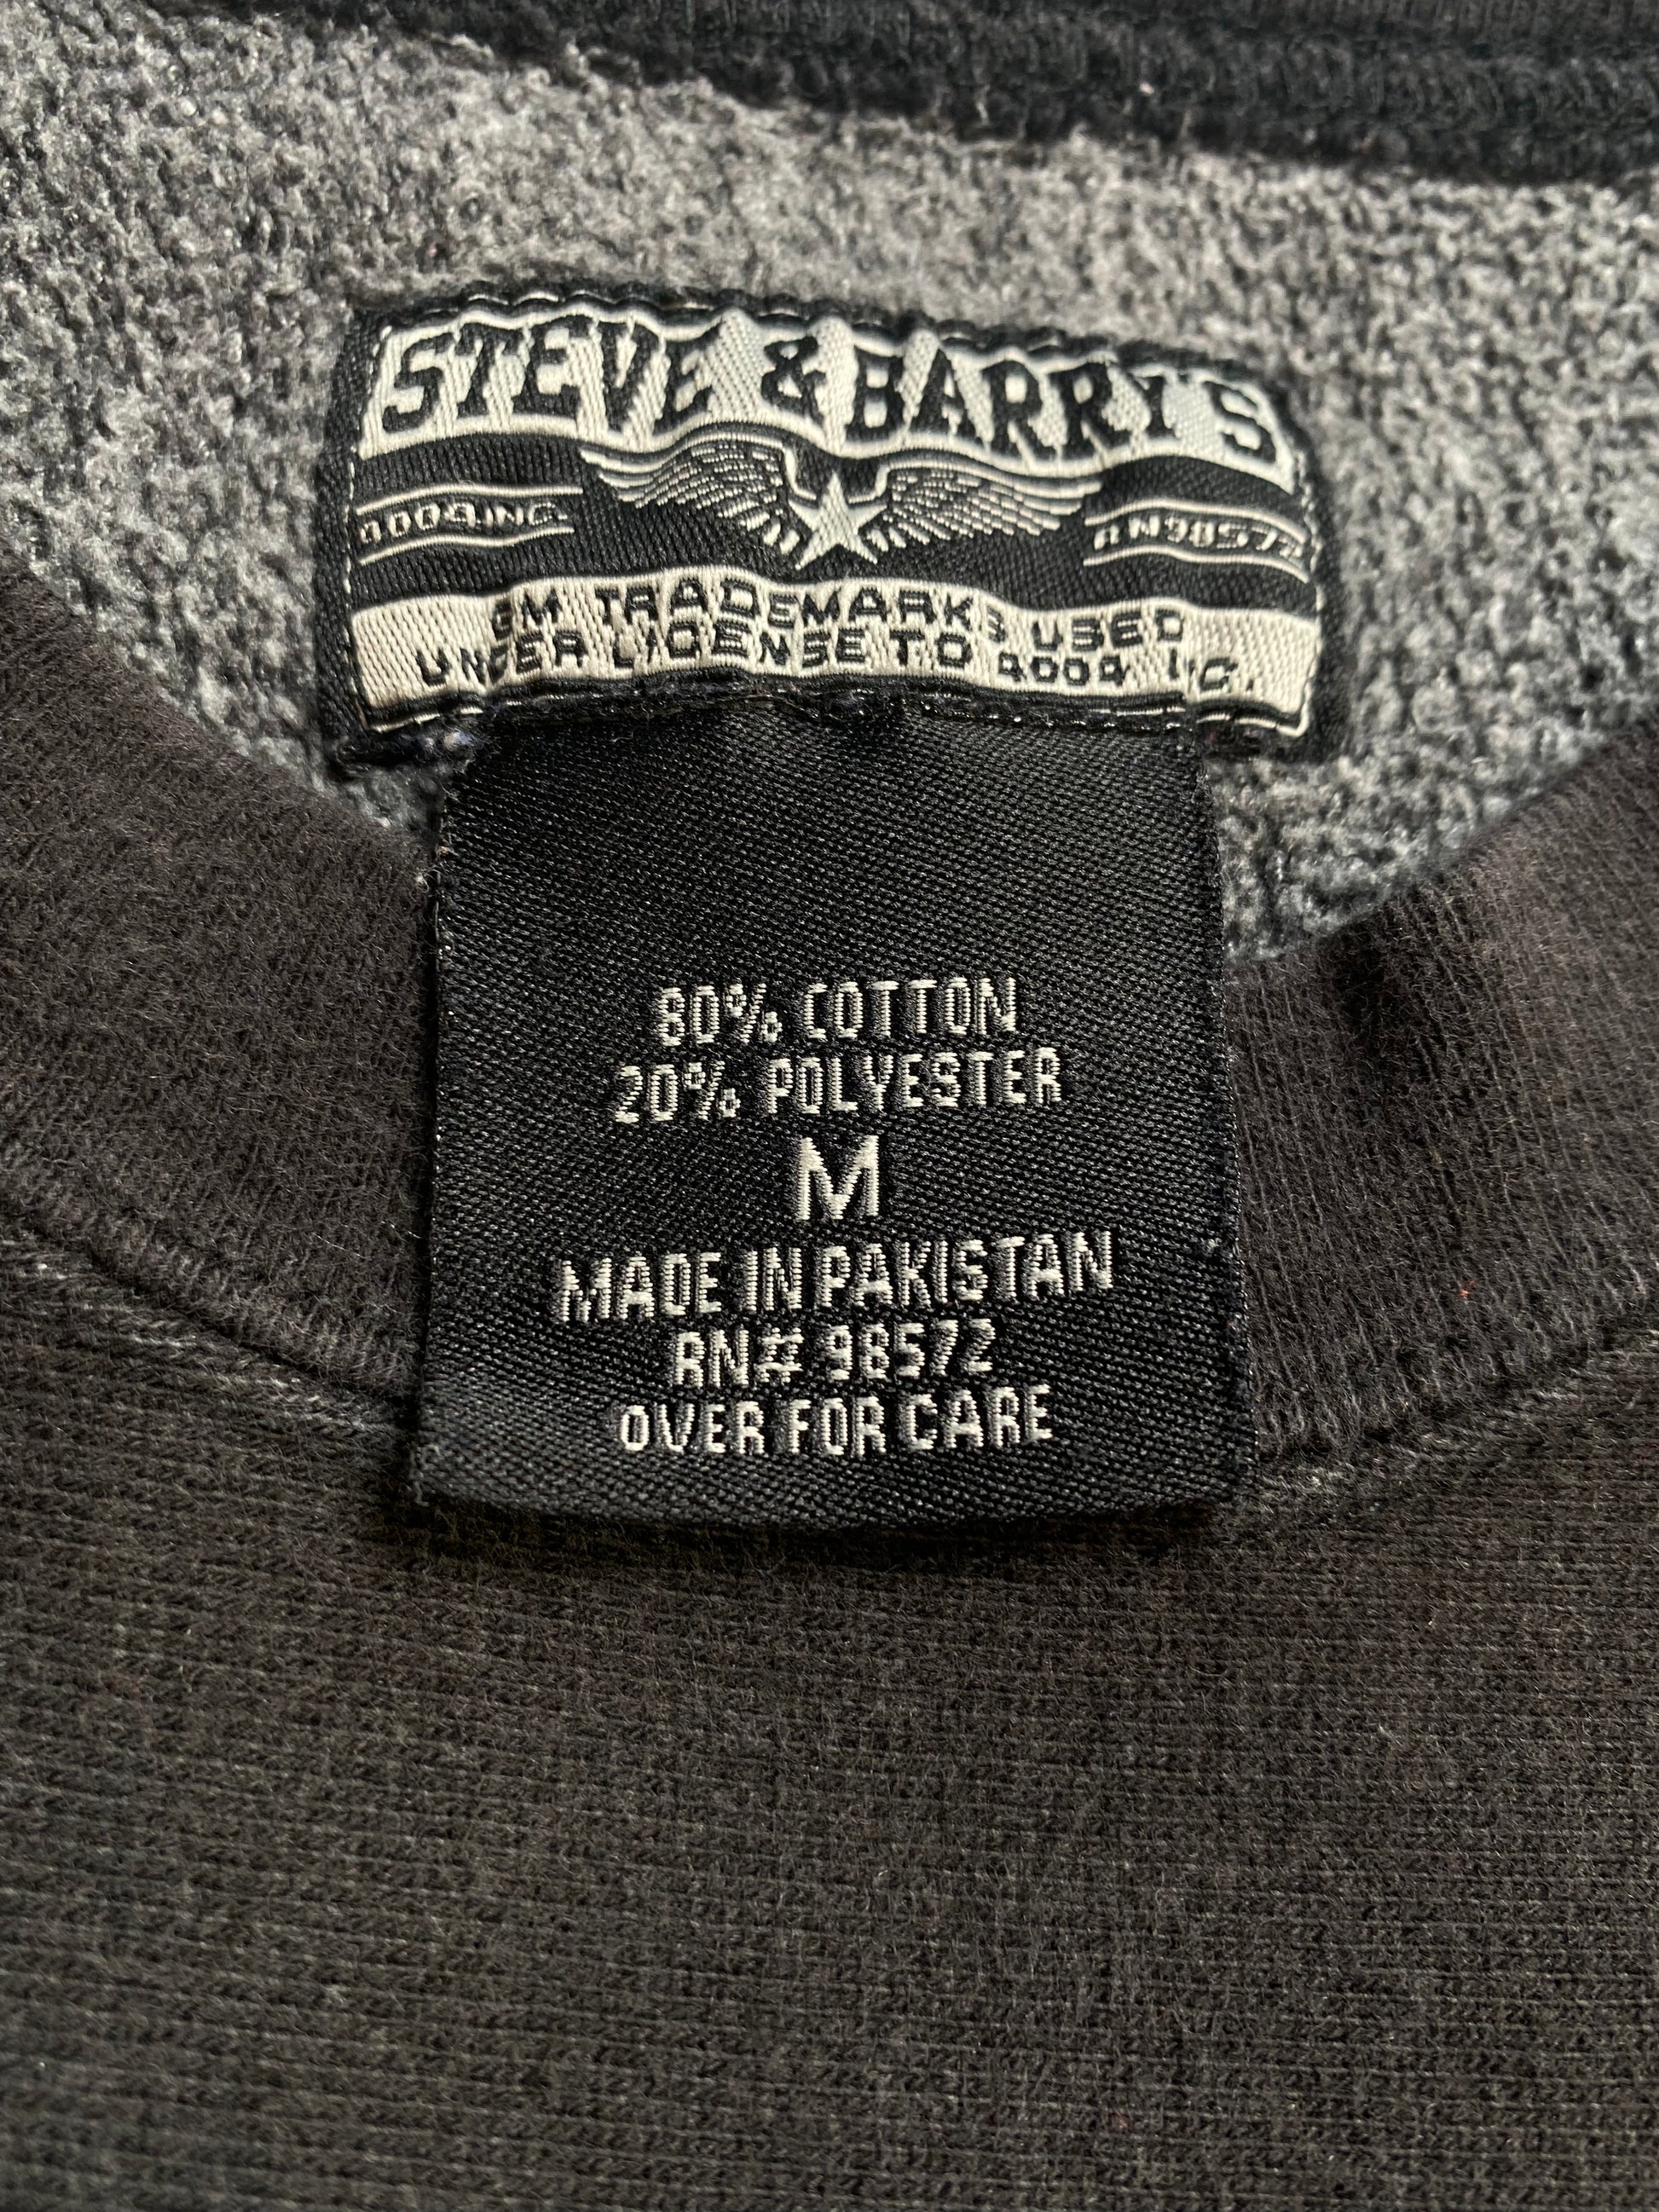 STEVE & BARRY'S
4004 INC.
RN98572
GM TRADEMARKS USED
UNDER LICENSE TO 4004 INC.
80% COTTON
20% POLYESTER
M
MADE IN PAKISTAN
RN# 98572
OVER FOR CARE